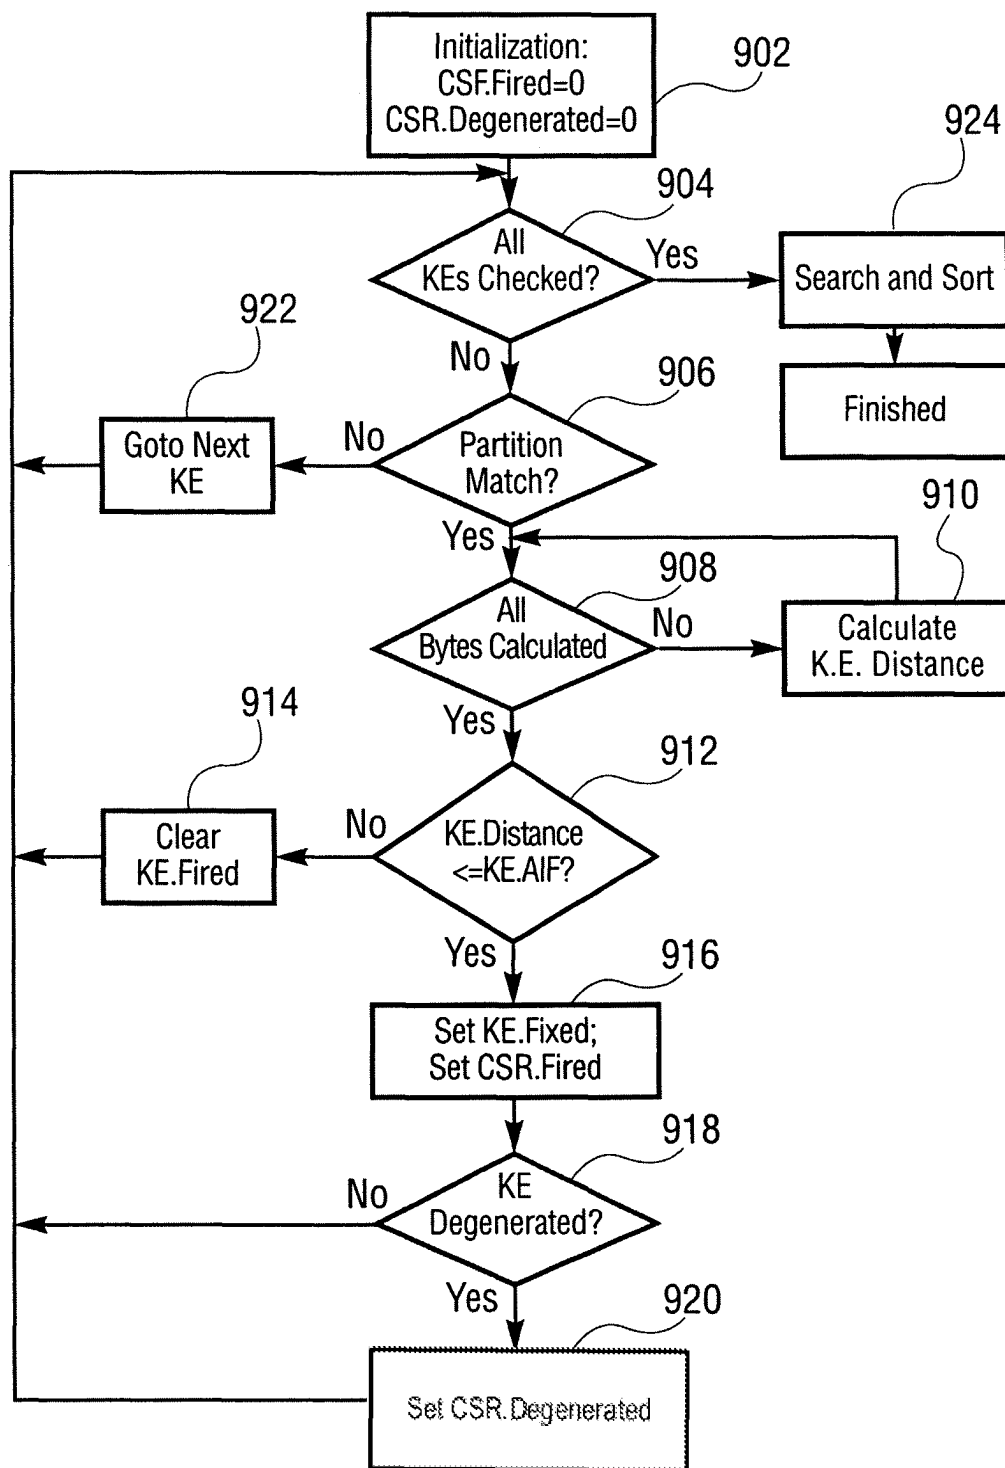 Initialization:
CSF.Fired=0
CSR.Degenerated=0
902
924
904
All
KEs Checked?
Yes
Search and Sort
922
No
906
Finished
Goto Next
KE
No
Partition
Match?
910
Yes
908
All
Bytes Calculated
No
Calculate
K.E. Distance
914
Yes
912
Clear
KE.Fired
No
KE.Distance
<=KE.AIF?
Yes
916
Set KE.Fixed;
Set CSR.Fired
918
No
KE
Degenerated?
Yes
920
Set CSR.Degenerated